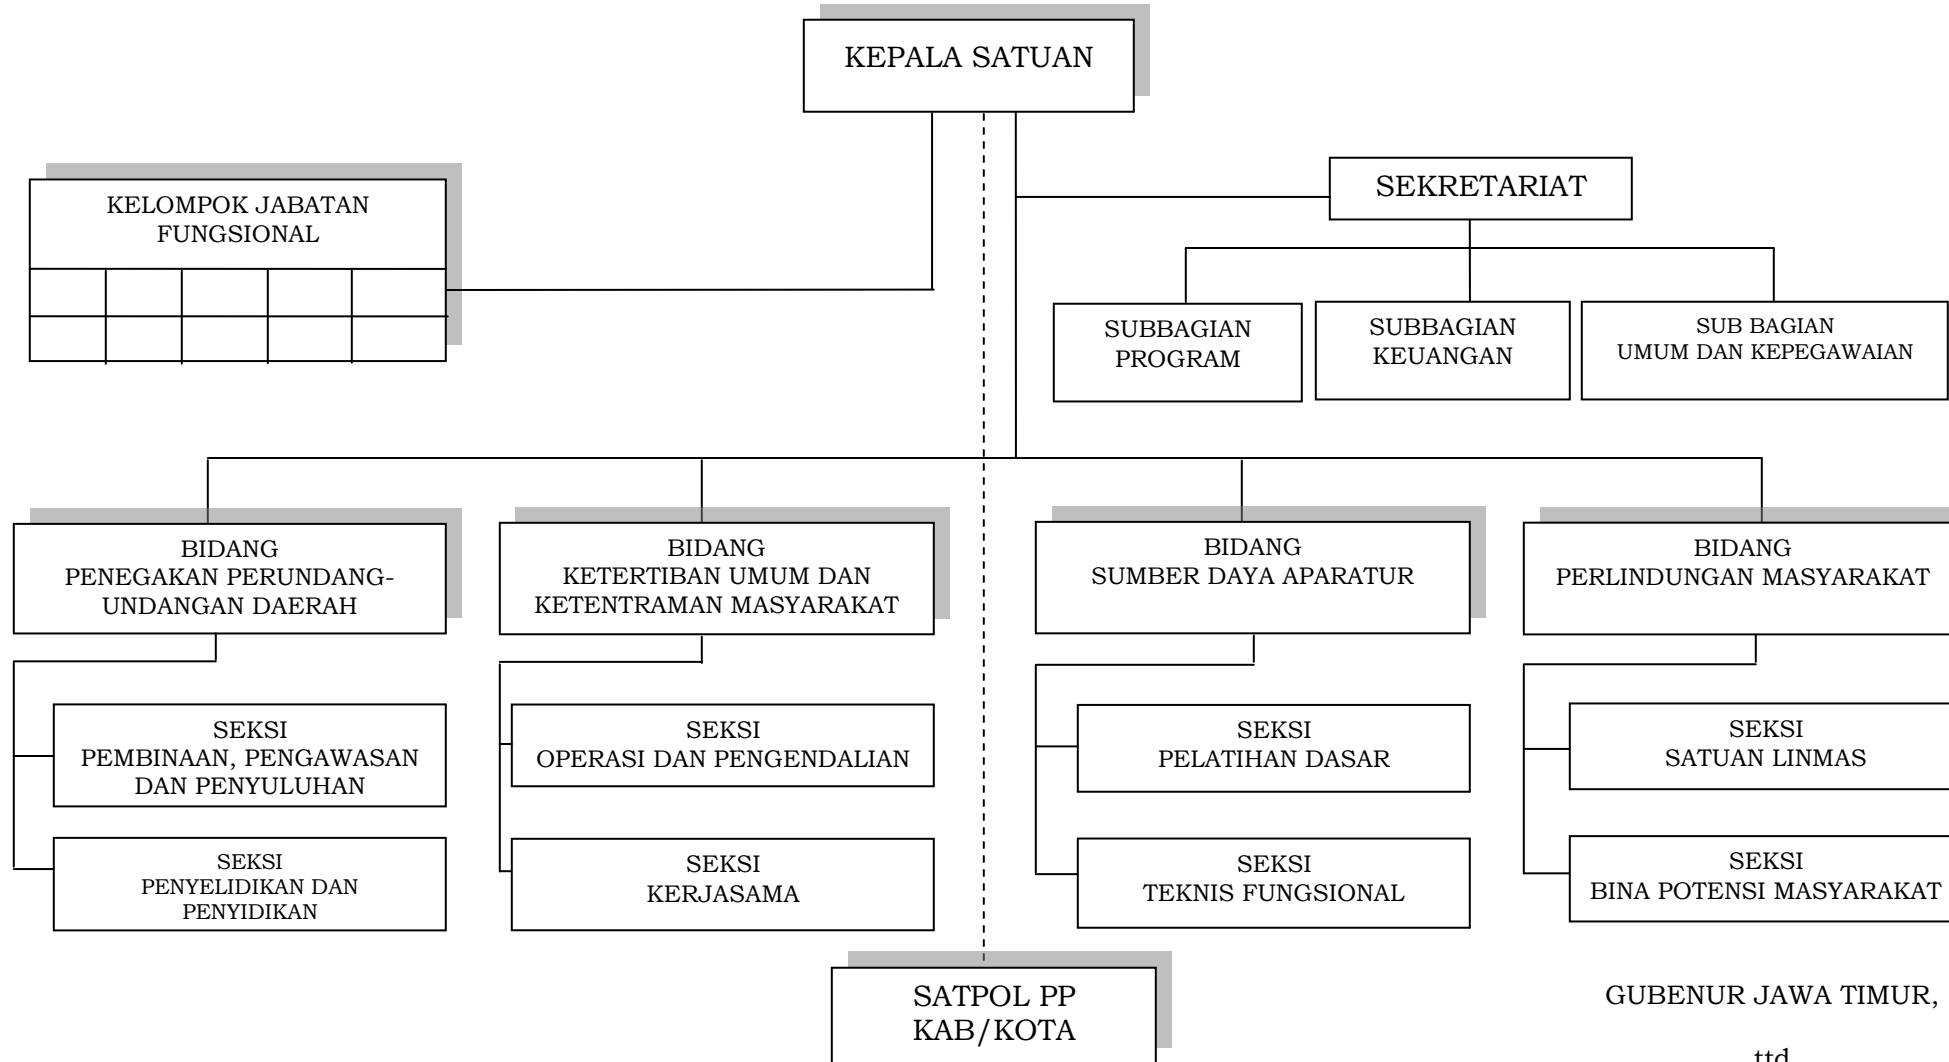 KEPALA SATUAN
KELOMPOK JABATAN
FUNGSIONAL
SEKRETARIAT
SUBBAGIAN
PROGRAM
SUBBAGIAN
KEUANGAN
SUB BAGIAN
UMUM DAN KEPEGAWAIAN
BIDANG
PENEGAKAN PERUNDANG-
UNDANGAN DAERAH
BIDANG
KETERTIBAN UMUM DAN
KETENTRAMAN MASYARAKAT
BIDANG
SUMBER DAYA APARATUR
BIDANG
PERLINDUNGAN MASYARAKAT
SEKSI
PEMBINAAN, PENGAWASAN
DAN PENYULUHAN
SEKSI
OPERASI DAN PENGENDALIAN
SEKSI
PELATIHAN DASAR
SEKSI
SATUAN LINMAS
SEKSI
PENYELIDIKAN DAN
PENYIDIKAN
SEKSI
KERJASAMA
SEKSI
TEKNIS FUNGSIONAL
SEKSI
BINA POTENSI MASYARAKAT
SATPOL PP
KAB/KOTA
GUBENUR JAWA TIMUR,
ttd